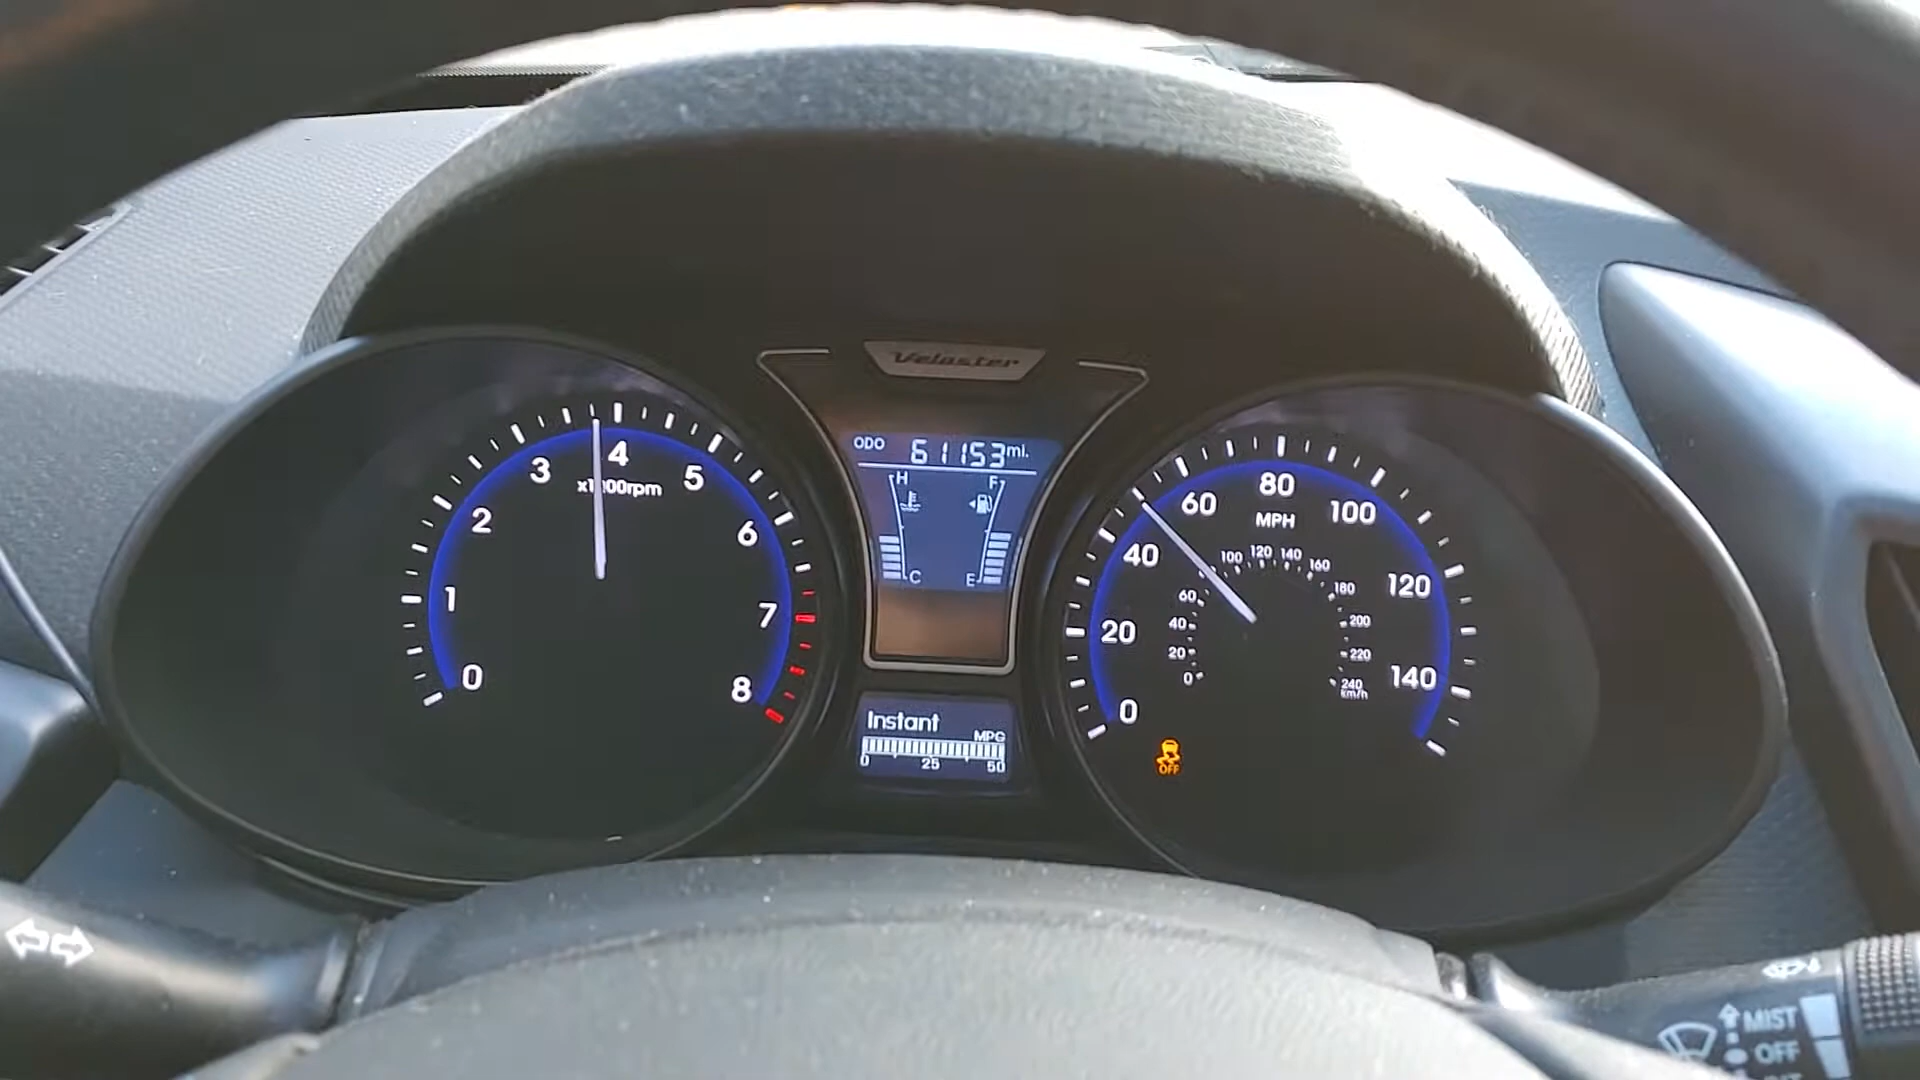 Veloster
ODO 61153 mi.
H F
C E
Instant
MPG
0 25 50
0 1 2 3 4 5 6 7 8
0 20 40 60 80 100 120 140
MPH
0 20 40 60 100 120 140 160 180 200 220 240
km/h
OFF
MIST
OFF